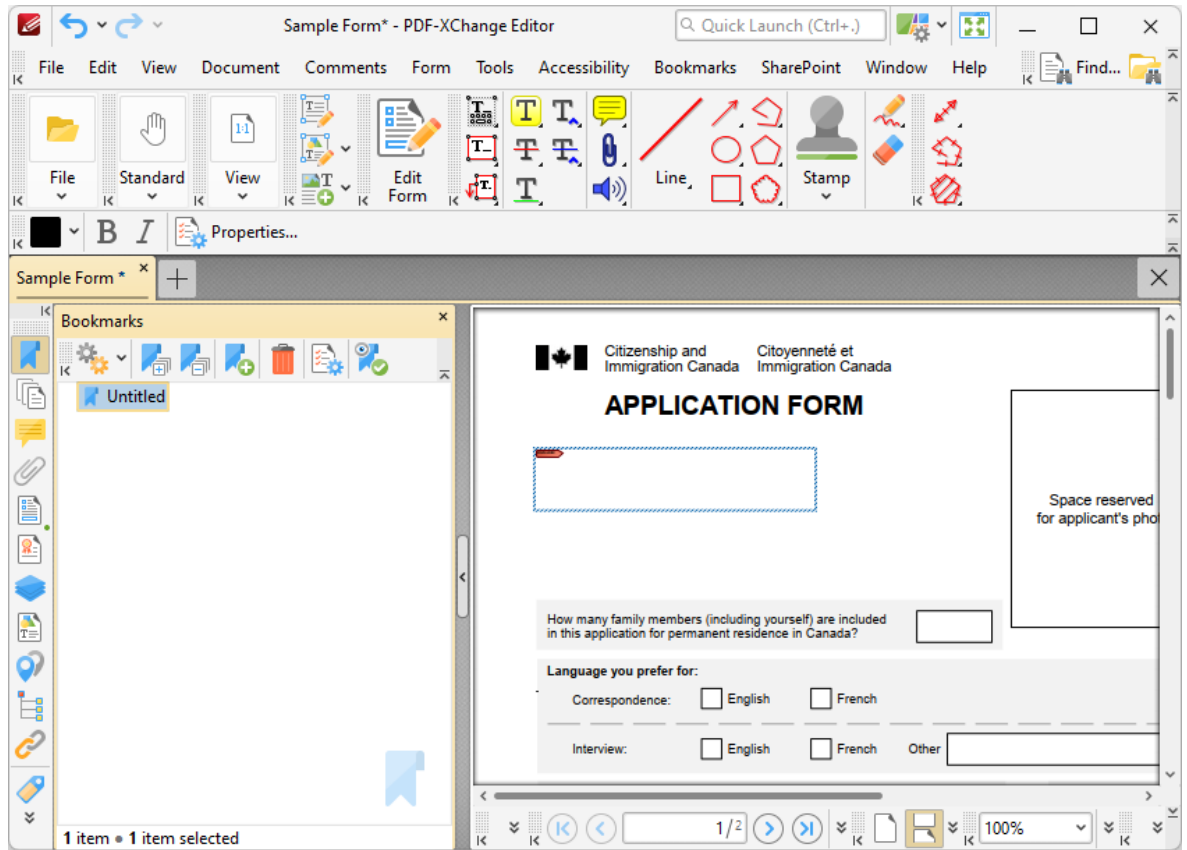 Sample Form* - PDF-XChange Editor
Quick Launch (Ctrl+.)
File Edit View Document Comments Form Tools Accessibility Bookmarks SharePoint Window Help
Find...
File
Standard
View
Edit
Form
Line
Stamp
B I Properties...
Sample Form *
Bookmarks
Untitled
1 item • 1 item selected
Citizenship and
Immigration Canada
Citoyenneté et
Immigration Canada
APPLICATION FORM
Space reserved
for applicant's phot
How many family members (including yourself) are included
in this application for permanent residence in Canada?
Language you prefer for:
Correspondence: English French
Interview: English French Other
1/2
100%